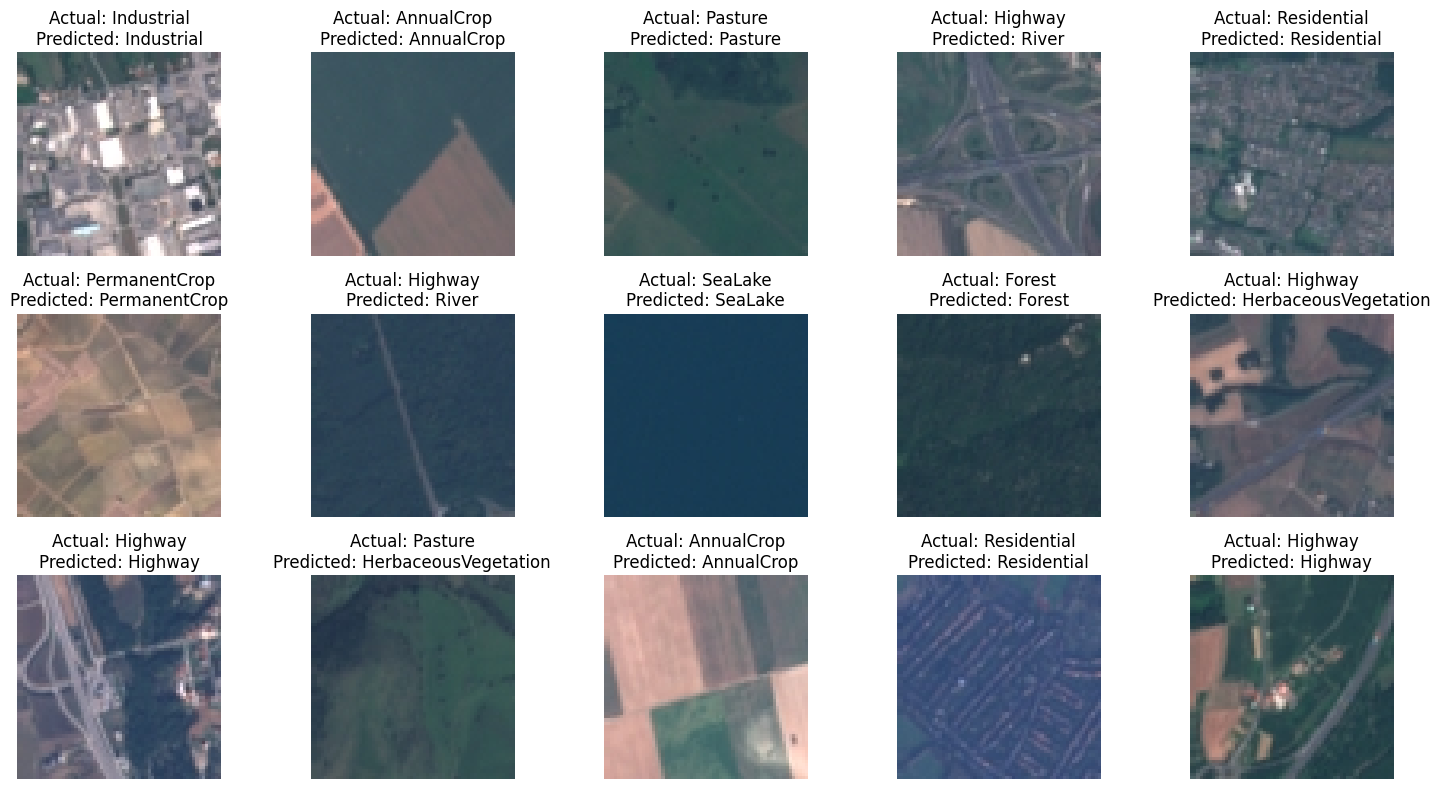 Actual: Industrial
Predicted: Industrial
Actual: AnnualCrop
Predicted: AnnualCrop
Actual: Pasture
Predicted: Pasture
Actual: Highway
Predicted: River
Actual: Residential
Predicted: Residential
Actual: PermanentCrop
Predicted: PermanentCrop
Actual: Highway
Predicted: River
Actual: SeaLake
Predicted: SeaLake
Actual: Forest
Predicted: Forest
Actual: Highway
Predicted: HerbaceousVegetation
Actual: Highway
Predicted: Highway
Actual: Pasture
Predicted: HerbaceousVegetation
Actual: AnnualCrop
Predicted: AnnualCrop
Actual: Residential
Predicted: Residential
Actual: Highway
Predicted: Highway